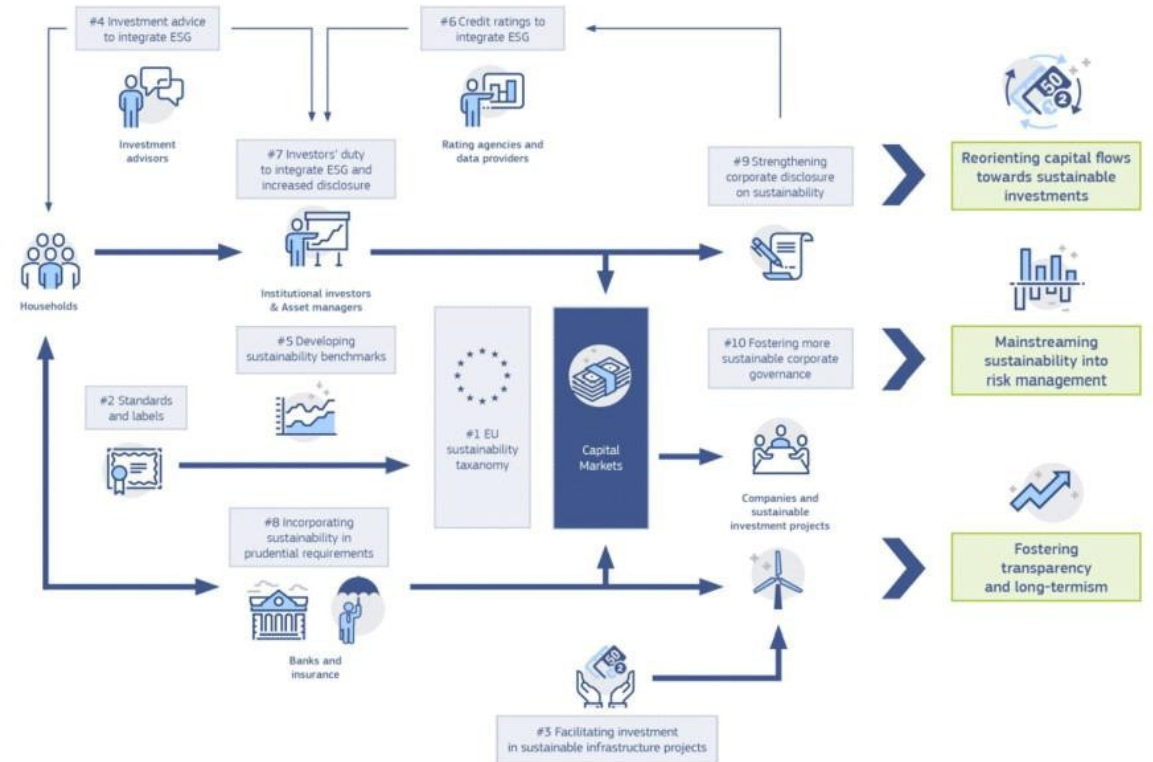 #4 Investment advice
to integrate ESG
#6 Credit ratings to
integrate ESG
Investment
advisors
Rating agencies and
data providers
#7 Investors' duty
to integrate ESG and
increased disclosure
#9 Strengthening
corporate disclosure
on sustainability
Reorienting capital flows
towards sustainable
investments
Households
Institutional investors
& Asset managers
#5 Developing
sustainability benchmarks
#10 Fostering more
sustainable corporate
governance
Mainstreaming
sustainability into
risk management
#2 Standards
and labels
#1 EU
sustainability
taxanomy
Capital
Markets
Companies and
sustainable
investment projects
#8 Incorporating
sustainability in
prudential requirements
Fostering
transparency
and long-termism
Banks and
insurance
#3 Facilitating investment
in sustainable infrastructure projects
50
2
50
2